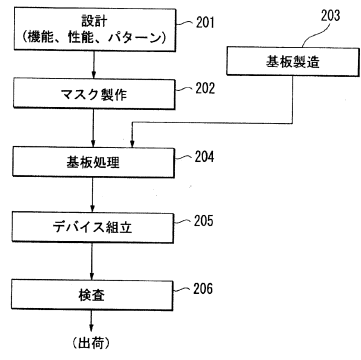 設計
(機能、性能、パターン)
201
203
基板製造
マスク製作
202
基板処理
204
デバイス組立
205
検査
206
(出荷)